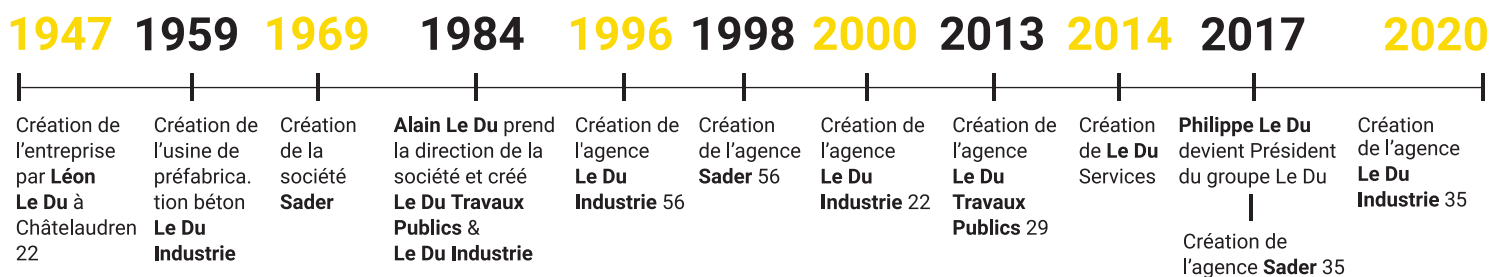 1947
Création de
l’entreprise
par Léon
Le Du à
Châtelaudren
22
1959
Création de
l’usine de
préfabrica.
tion béton
Le Du
Industrie
1969
Création
de la
société
Sader
1984
Alain Le Du prend
la direction de la
société et créé
Le Du Travaux
Publics &
Le Du Industrie
1996
Création de
l'agence
Le Du
Industrie 56
1998
Création
de l’agence
Sader 56
2000
Création de
l’agence
Le Du
Industrie 22
2013
Création de
l’agence
Le Du
Travaux
Publics 29
2014
Création
de Le Du
Services
2017
Philippe Le Du
devient Président
du groupe Le Du
Création de
l’agence Sader 35
2020
Création
de l’agence
Le Du
Industrie 35